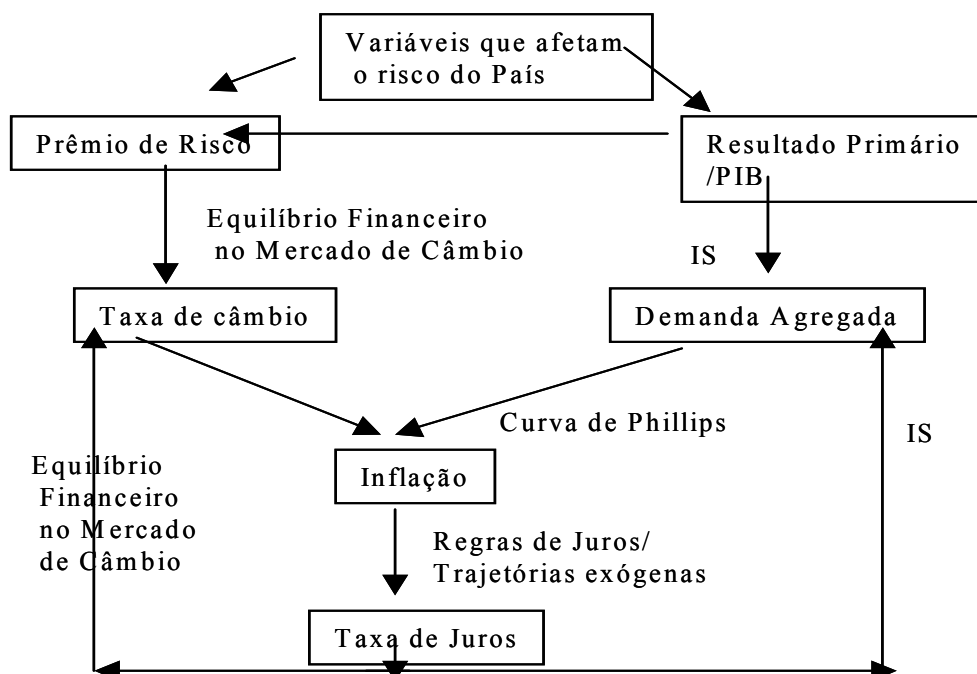 Variáveis que afetam
o risco do País
Prêmio de Risco
Resultado Primário
/PIB
Equilíbrio Financeiro
no Mercado de Câmbio
IS
Taxa de câmbio
Demanda Agregada
Curva de Phillips
IS
Equilíbrio
Financeiro
no Mercado
de Câmbio
Inflação
Regras de Juros/
Trajetórias exógenas
Taxa de Juros